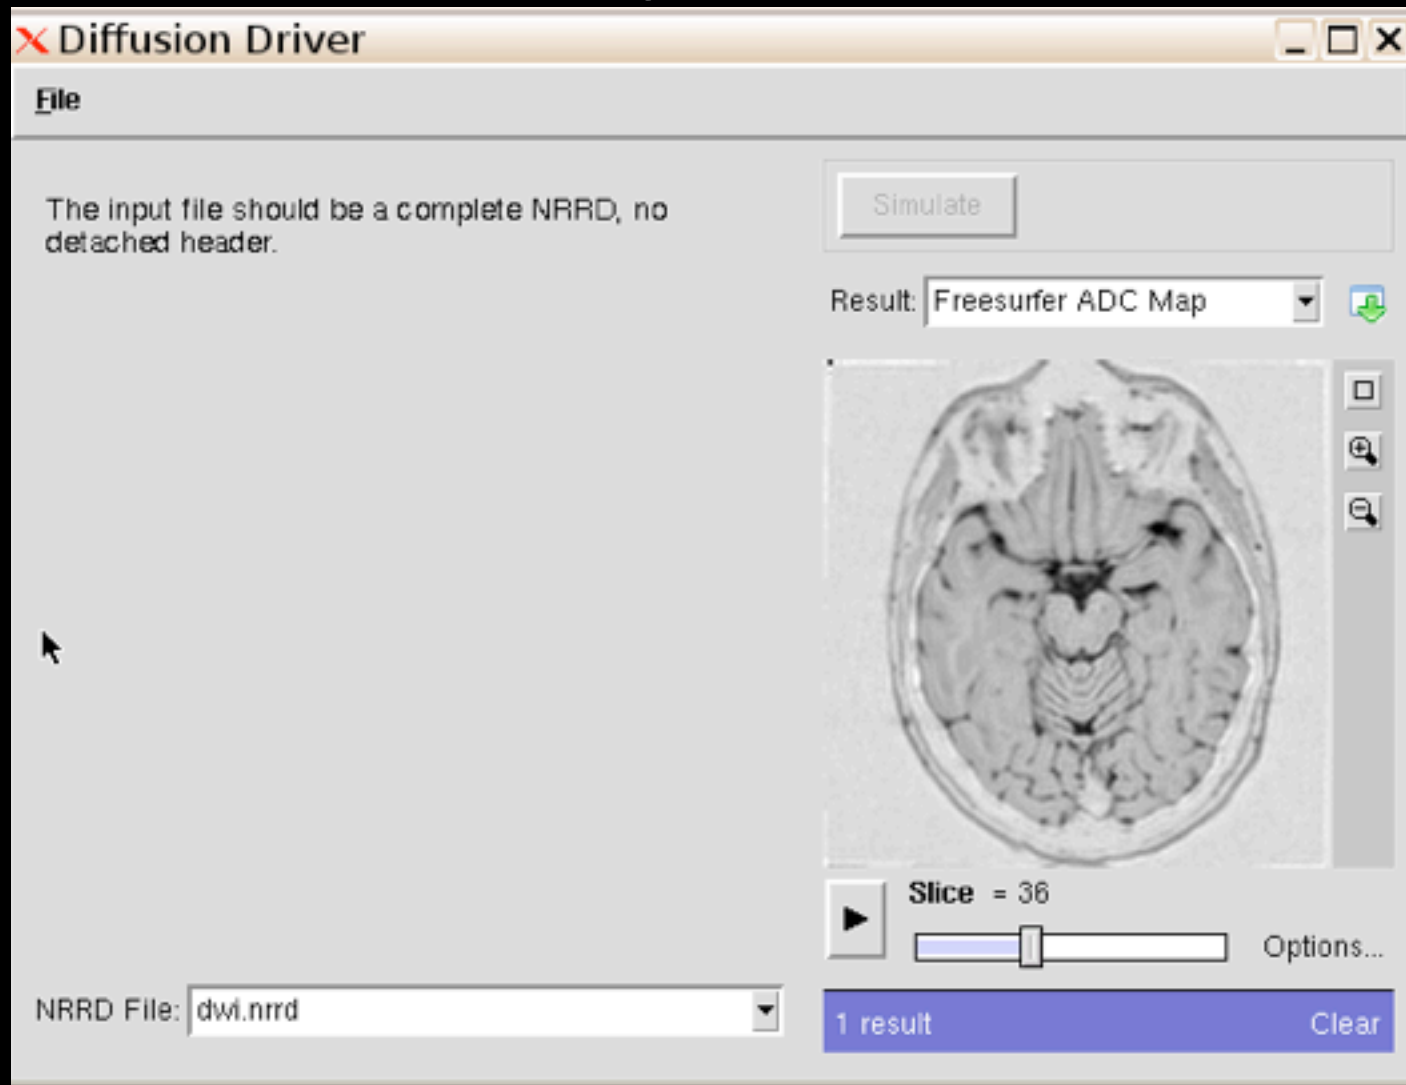 Diffusion Driver
File
The input file should be a complete NRRD, no
detached header.
Simulate
Result: Freesurfer ADC Map
Slice = 36
Options...
NRRD File: dwi.nrrd
1 result Clear